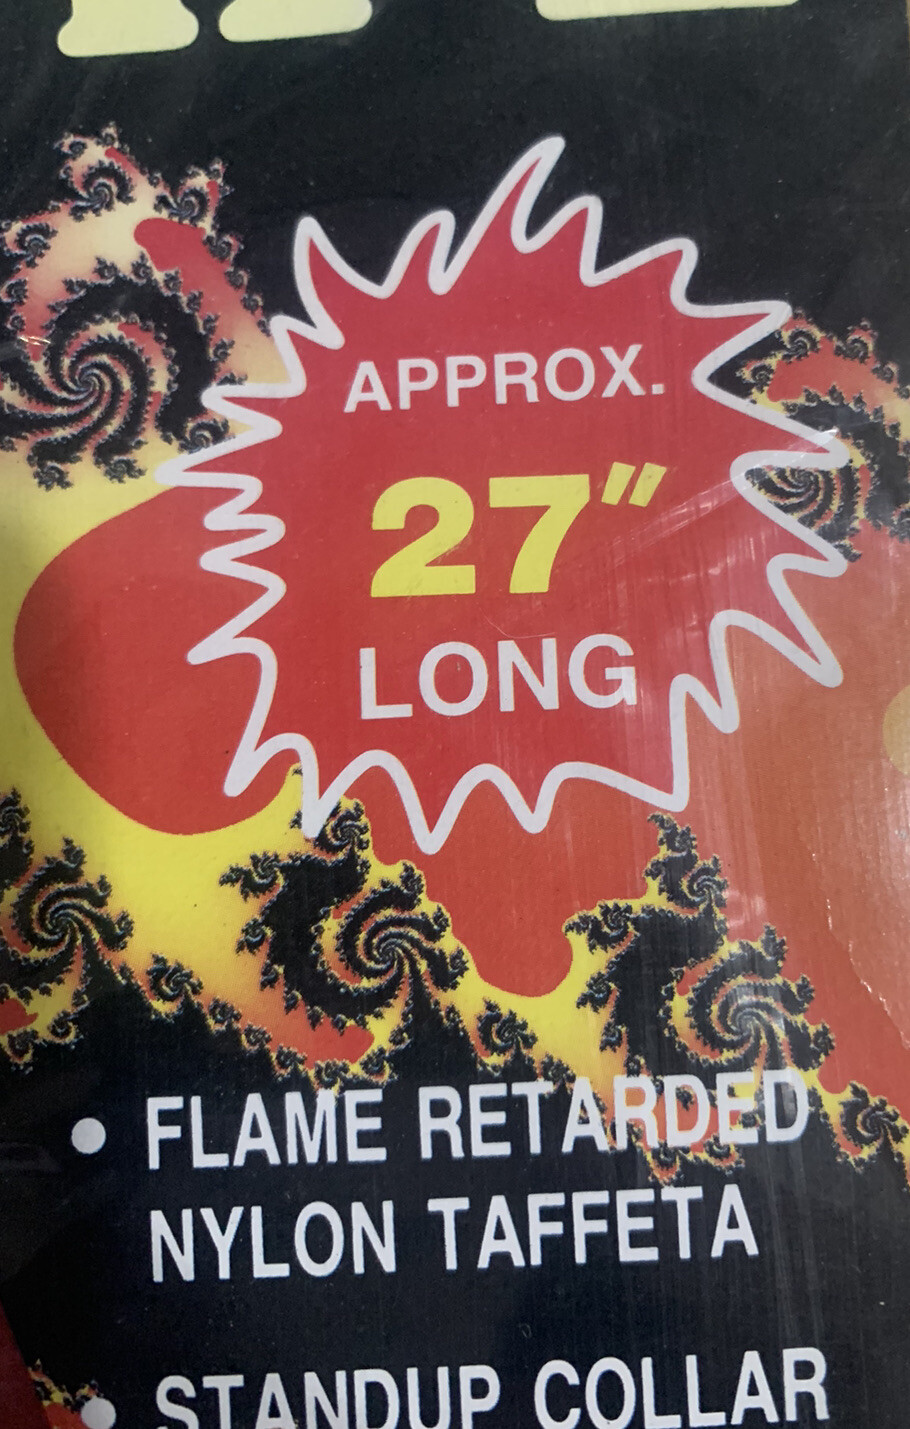 APPROX.
27"
LONG
• FLAME RETARDED
NYLON TAFFETA
• STANDUP COLLAR